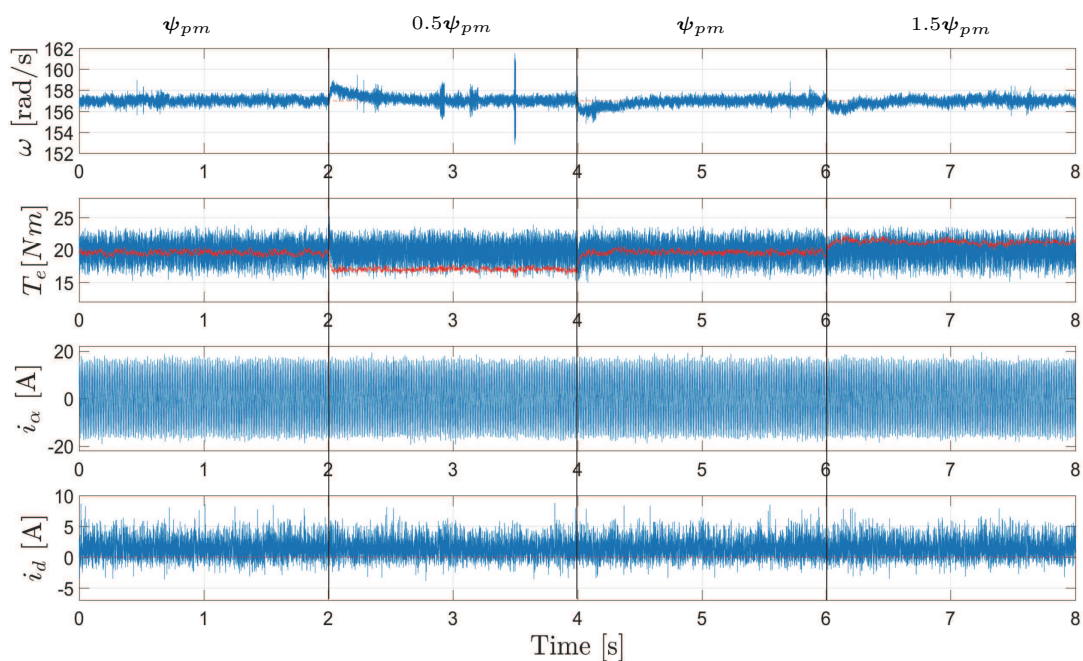 ψpm 0.5ψpm ψpm 1.5ψpm
162
160
158
156
154
152
ω [rad/s]
0 1 2 3 4 5 6 7 8
25
20
15
Te[Nm]
0 1 2 3 4 5 6 7 8
20
0
-20
iα [A]
0 1 2 3 4 5 6 7 8
10
5
0
-5
id [A]
0 1 2 3 4 5 6 7 8
Time [s]